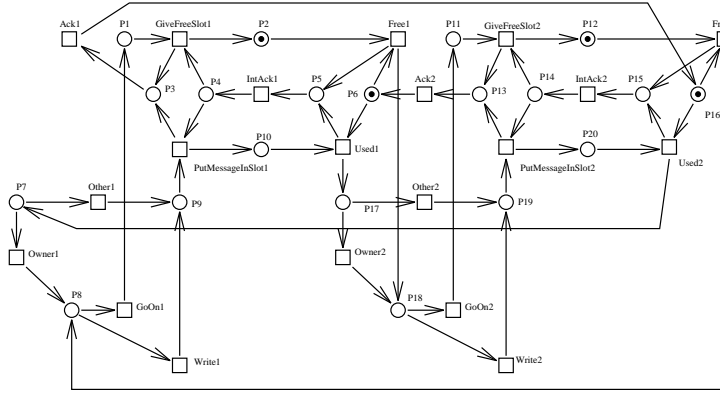 Ack1 P1 GiveFreeSlot1 P2 Free1 P11 GiveFreeSlot2 P12
P3 P4 IntAck1 P5 P6 Ack2 P13 P14 IntAck2 P15 P16
P10 Used1 P20 Used2
PutMessageInSlot1 PutMessageInSlot2
P7 Other1 P9 P17 Other2 P19
Owner1 Owner2
P8 GoOn1 P18 GoOn2
Write1 Write2